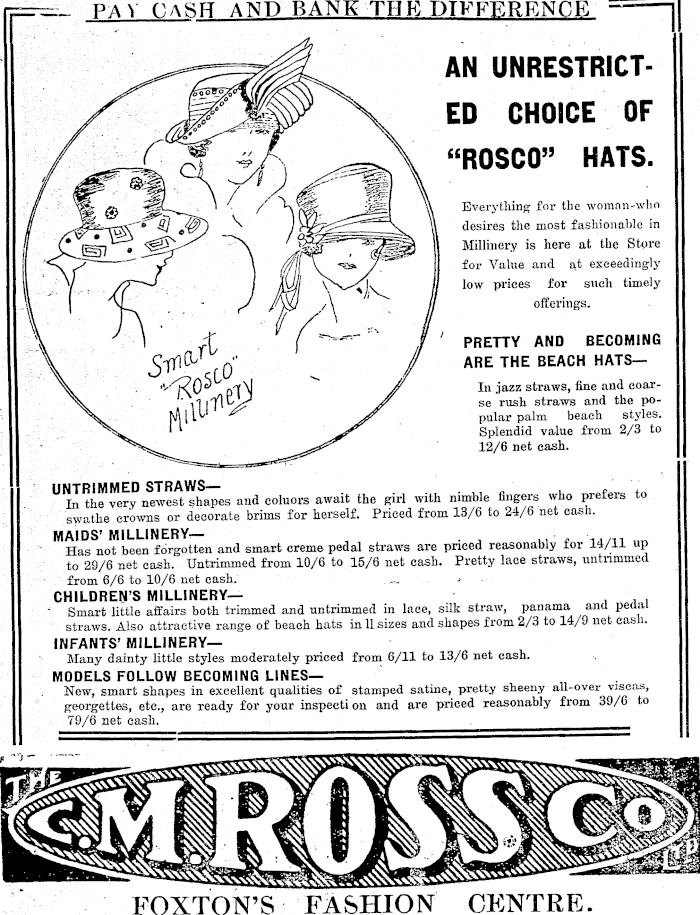 PAY CASH AND BANK THE DIFFERENCE
AN UNRESTRICT-
ED CHOICE OF
"ROSCO" HATS.
Everything for the woman-who
desires the most fashionable in
Millinery is here at the Store
for Value and at exceedingly
low prices for such timely
offerings.
PRETTY AND BECOMING
ARE THE BEACH HATS—
In jazz straws, fine and coar-
se rush straws and the po-
pular palm beach styles.
Splendid value from 2/3 to
12/6 net cash.
Smart
"Rosco"
Millinery
UNTRIMMED STRAWS—
In the very newest shapes and coluors await the girl with nimble fingers who prefers to
swathe crowns or decorate brims for herself. Priced from 13/6 to 24/6 net cash.
MAIDS' MILLINERY—
Has not been forgotten and smart creme pedal straws are priced reasonably for 14/11 up
to 29/6 net cash. Untrimmed from 10/6 to 15/6 net cash. Pretty lace straws, untrimmed
from 6/6 to 10/6 net cash.
CHILDREN'S MILLINERY—
Smart little affairs both trimmed and untrimmed in lace, silk straw, panama and pedal
straws. Also attractive range of beach hats in 11 sizes and shapes from 2/3 to 14/9 net cash.
INFANTS' MILLINERY—
Many dainty little styles moderately priced from 6/11 to 13/6 net cash.
MODELS FOLLOW BECOMING LINES—
New, smart shapes in excellent qualities of stamped satine, pretty sheeny all-over viscas,
georgettes, etc., are ready for your inspection and are priced reasonably from 39/6 to
79/6 net cash.
THE
C.M. ROSS Co
LTD
FOXTON'S FASHION CENTRE.